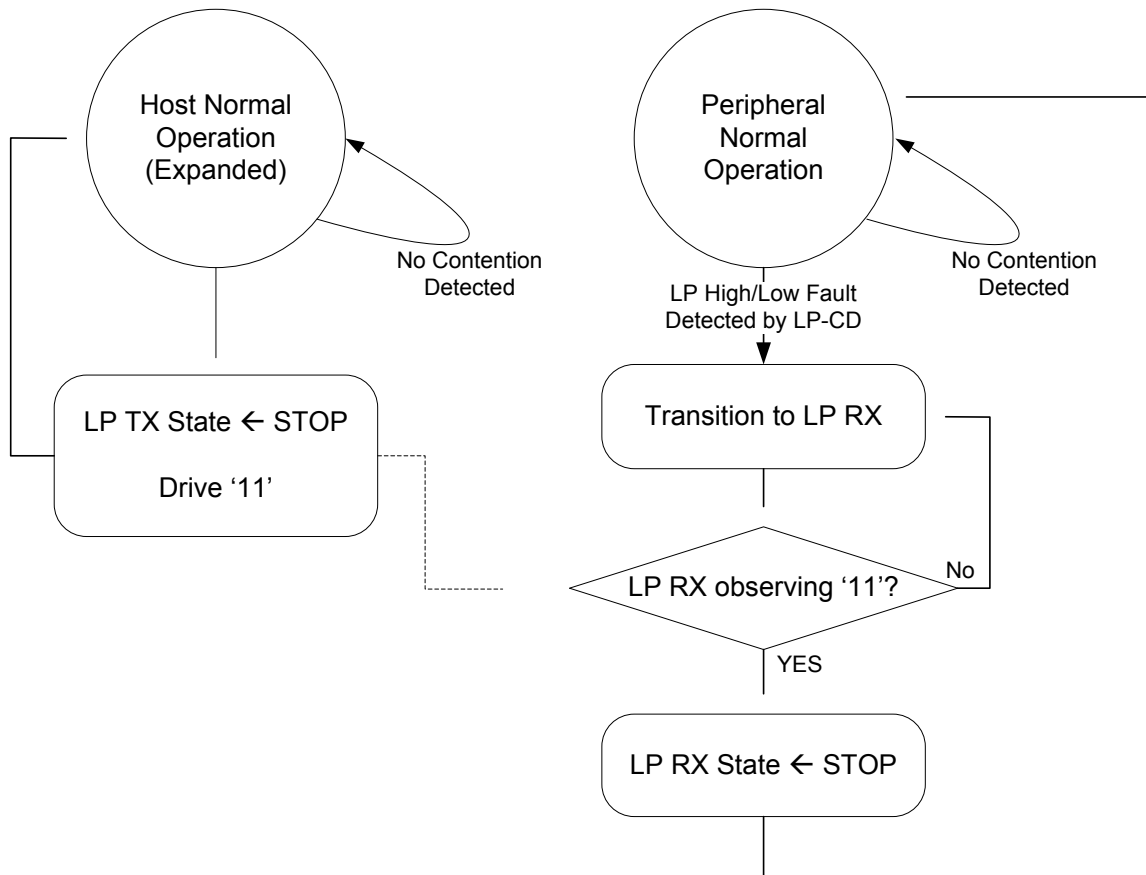 Host Normal
Operation
(Expanded)
No Contention
Detected
LP TX State ← STOP
Drive ‘11’
Peripheral
Normal
Operation
No Contention
Detected
LP High/Low Fault
Detected by LP-CD
Transition to LP RX
LP RX observing ‘11’?
No
YES
LP RX State ← STOP